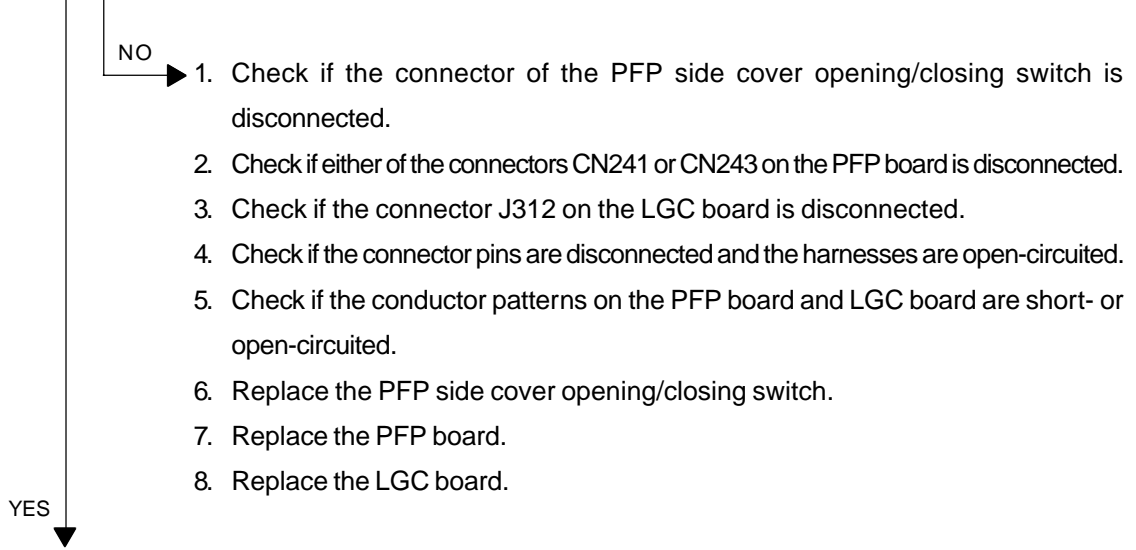 NO
1. Check if the connector of the PFP side cover opening/closing switch is
disconnected.
2. Check if either of the connectors CN241 or CN243 on the PFP board is disconnected.
3. Check if the connector J312 on the LGC board is disconnected.
4. Check if the connector pins are disconnected and the harnesses are open-circuited.
5. Check if the conductor patterns on the PFP board and LGC board are short- or
open-circuited.
6. Replace the PFP side cover opening/closing switch.
7. Replace the PFP board.
8. Replace the LGC board.
YES